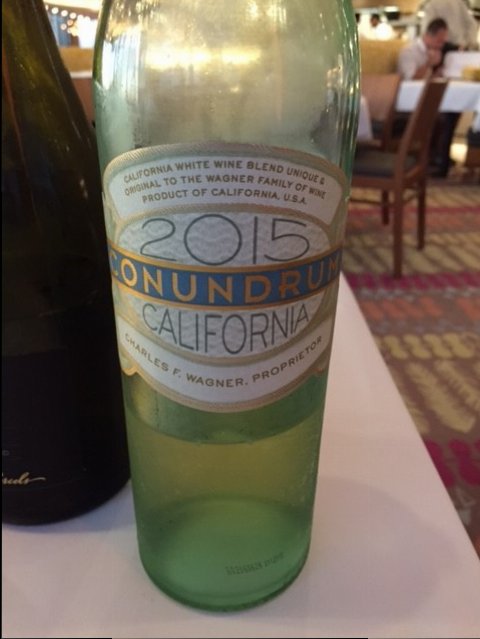 CALIFORNIA WHITE WINE BLEND UNIQUE &
ORIGINAL TO THE WAGNER FAMILY OF WINE
PRODUCT OF CALIFORNIA, U.S.A.
2015
CONUNDRUM
CALIFORNIA
CHARLES F. WAGNER, PROPRIETOR